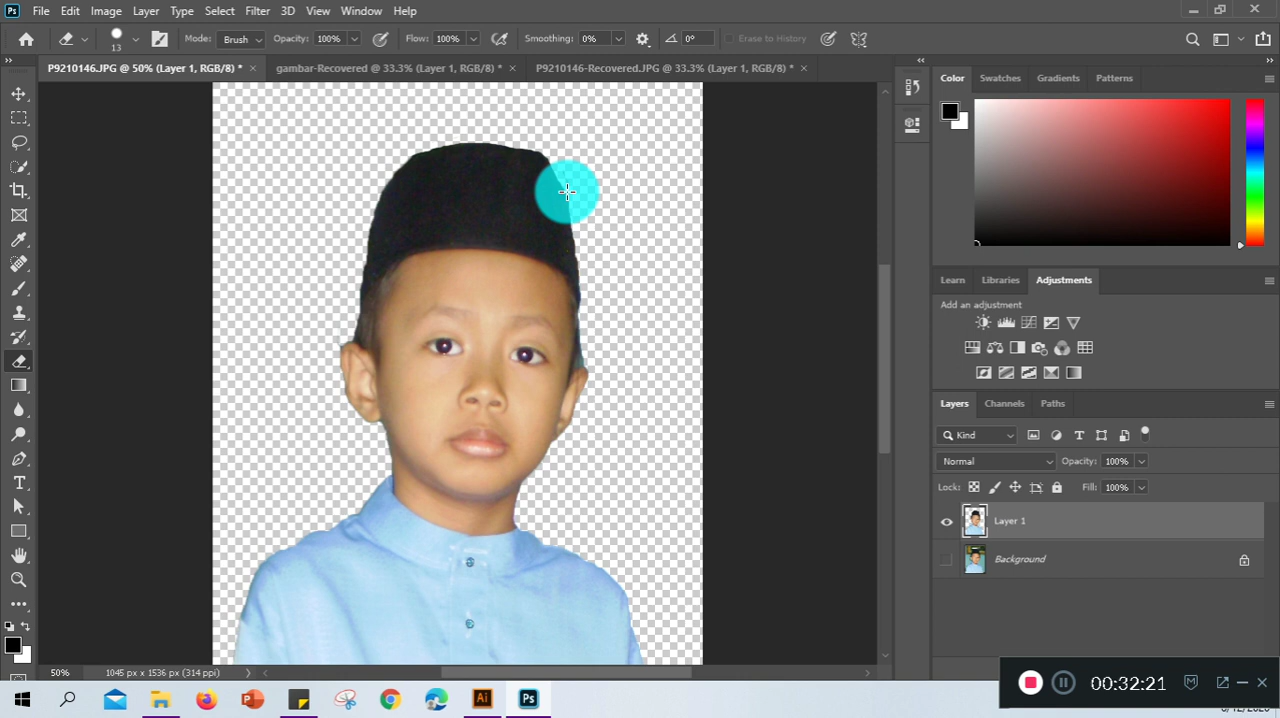 Ps File Edit Image Layer Type Select Filter 3D View Window Help
13 Mode: Brush Opacity: 100% Flow: 100% Smoothing: 0% 0° Erase to History
P9210146.JPG @ 50% (Layer 1, RGB/8) * × gambar-Recovered @ 33.3% (Layer 1, RGB/8) * × P9210146-Recovered.JPG @ 33.3% (Layer 1, RGB/8) * ×
Color Swatches Gradients Patterns
Learn Libraries Adjustments
Add an adjustment
Layers Channels Paths
Kind
Normal Opacity: 100%
Lock: Fill: 100%
Layer 1
Background
50% 1045 px x 1536 px (314 ppi)
00:32:21
Ai Ps